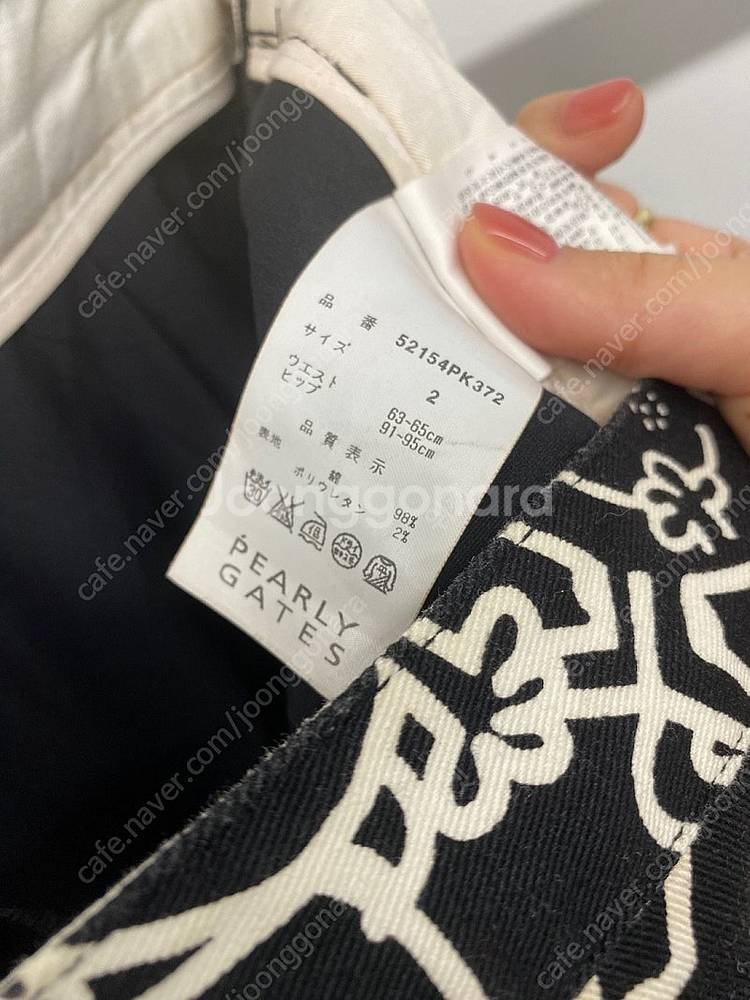 品 番 52154PK372
サイズ 2
ウエスト 63-65cm
ヒップ 91-95cm
品質表示
表地 綿 98%
ポリウレタン 2%
PEARLY
GATES
Joonggonara
cafe.naver.com/joonggonara